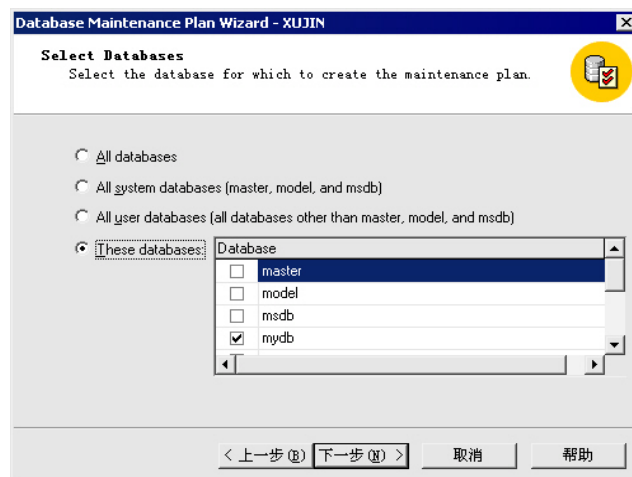 Database Maintenance Plan Wizard - XUJIN
Select Databases
Select the database for which to create the maintenance plan.
All databases
All system databases (master, model, and msdb)
All user databases (all databases other than master, model, and msdb)
These databases:
Database
master
model
msdb
mydb
< 上一步(B) 下一步(N) > 取消 帮助